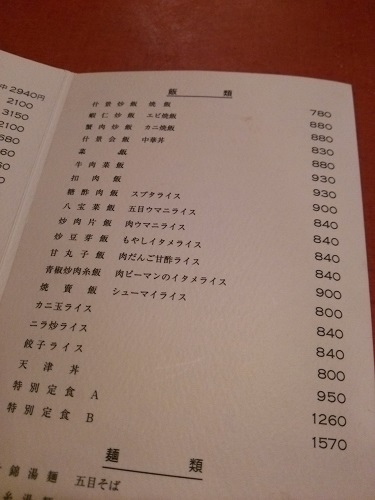 中 2940円
2100
3150
2100
飯 類
什景炒飯 焼飯 780
蝦仁炒飯 エビ焼飯 880
蟹肉炒飯 カニ焼飯 880
什景会飯 中華丼 830
菜飯 880
牛肉菜飯 930
扣肉飯 930
糖酢肉飯 スブタライス 900
八宝菜飯 五目ウマニライス 840
炒肉片飯 肉ウマニライス 840
炒豆芽飯 もやしイタメライス 840
甘丸子飯 肉だんご甘酢ライス 840
青椒炒肉糸飯 肉ピーマンのイタメライス 900
焼賣飯 シューマイライス 800
カニ玉ライス 840
ニラ炒ライス 840
餃子ライス 800
天津丼 950
特別定食 A 1260
特別定食 B 1570
麺 類
錦湯麺 五目そば
糸湯麺